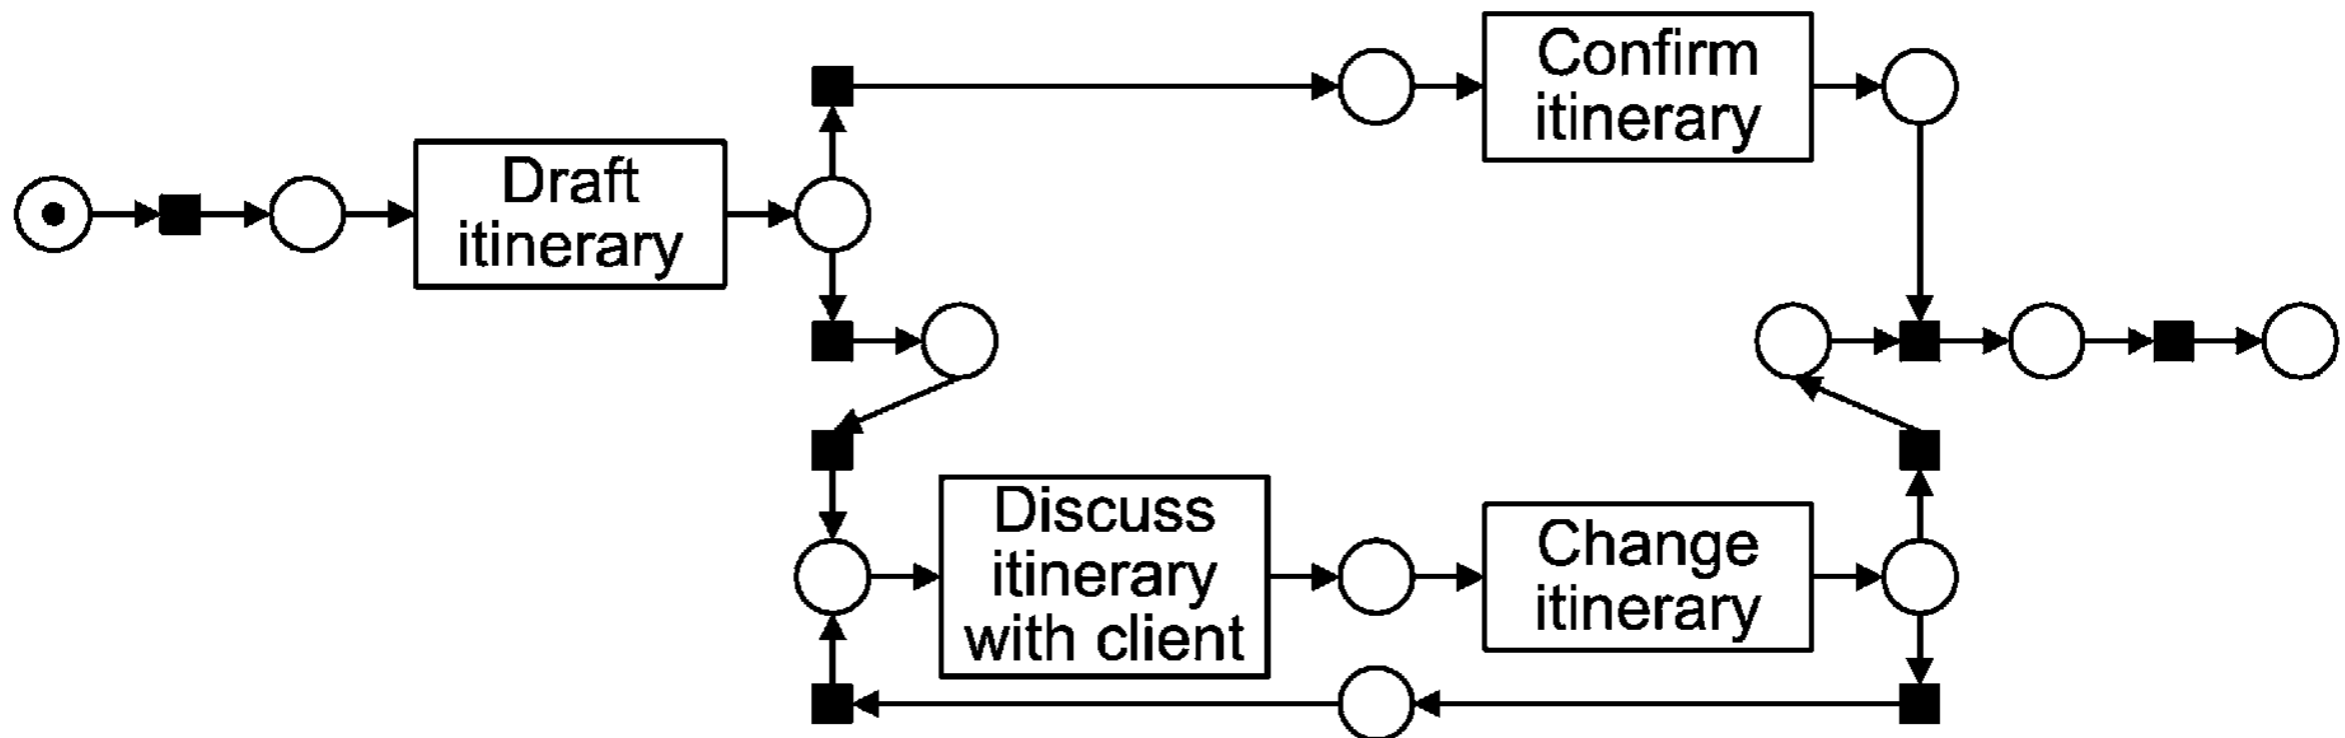 Confirm
itinerary
Draft
itinerary
Discuss
itinerary
with client
Change
itinerary